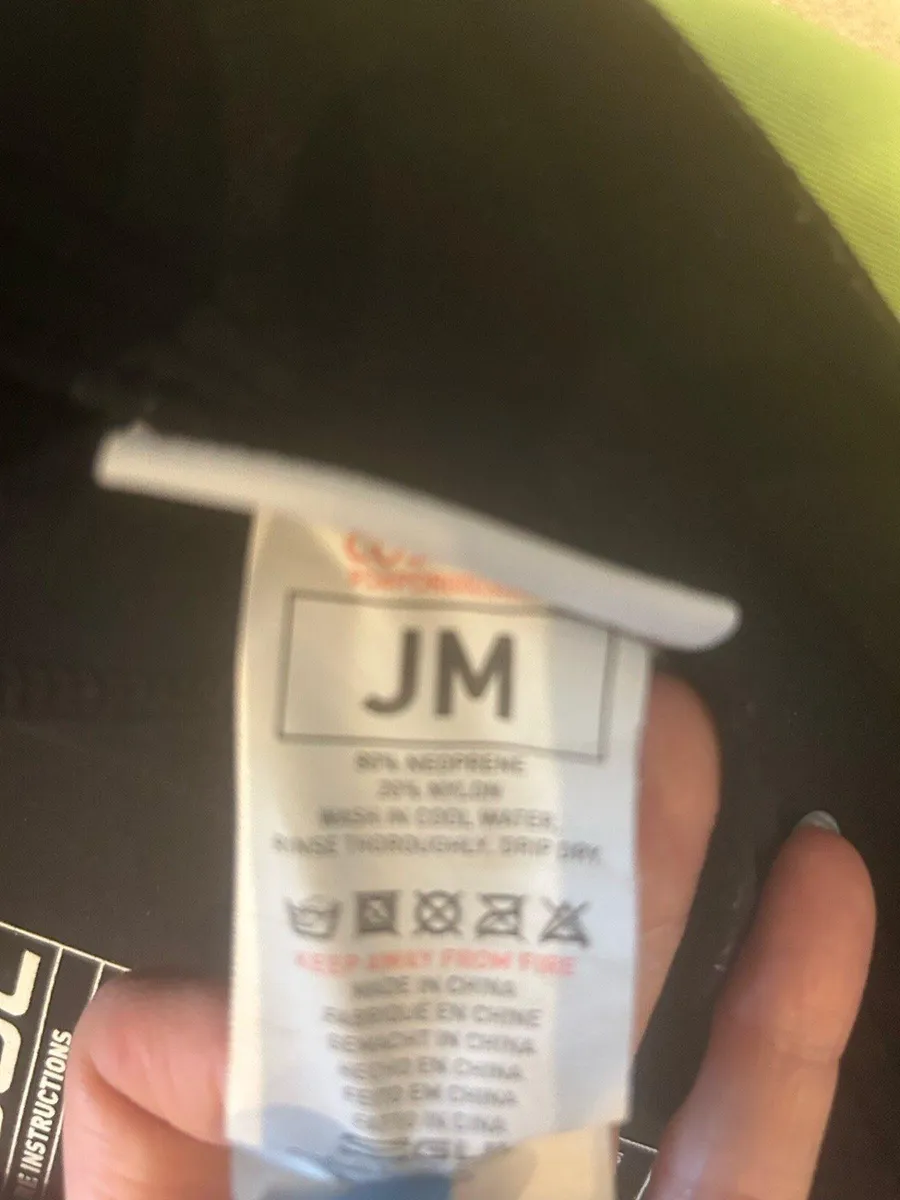 JM
80% NEOPRENE
20% NYLON
WASH IN COOL WATER,
RINSE THOROUGHLY. DRIP DRY.
KEEP AWAY FROM FIRE
MADE IN CHINA
FABRIQUE EN CHINE
GEMACHT IN CHINA
HECHO EN CHINA
FEITO EM CHINA
FATTO IN CINA
INSTRUCTIONS